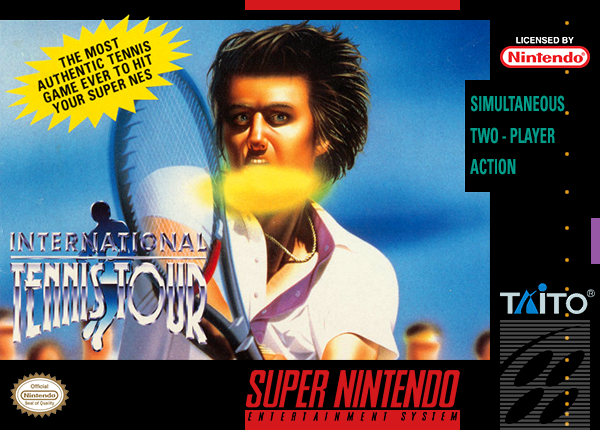 THE MOST
AUTHENTIC TENNIS
GAME EVER TO HIT
YOUR SUPER NES
LICENSED BY
Nintendo®
SIMULTANEOUS
TWO - PLAYER
ACTION
INTERNATIONAL
TENNIS TOUR
TAITO®
Official
Nintendo
Seal of Quality
SUPER NINTENDO
ENTERTAINMENT SYSTEM